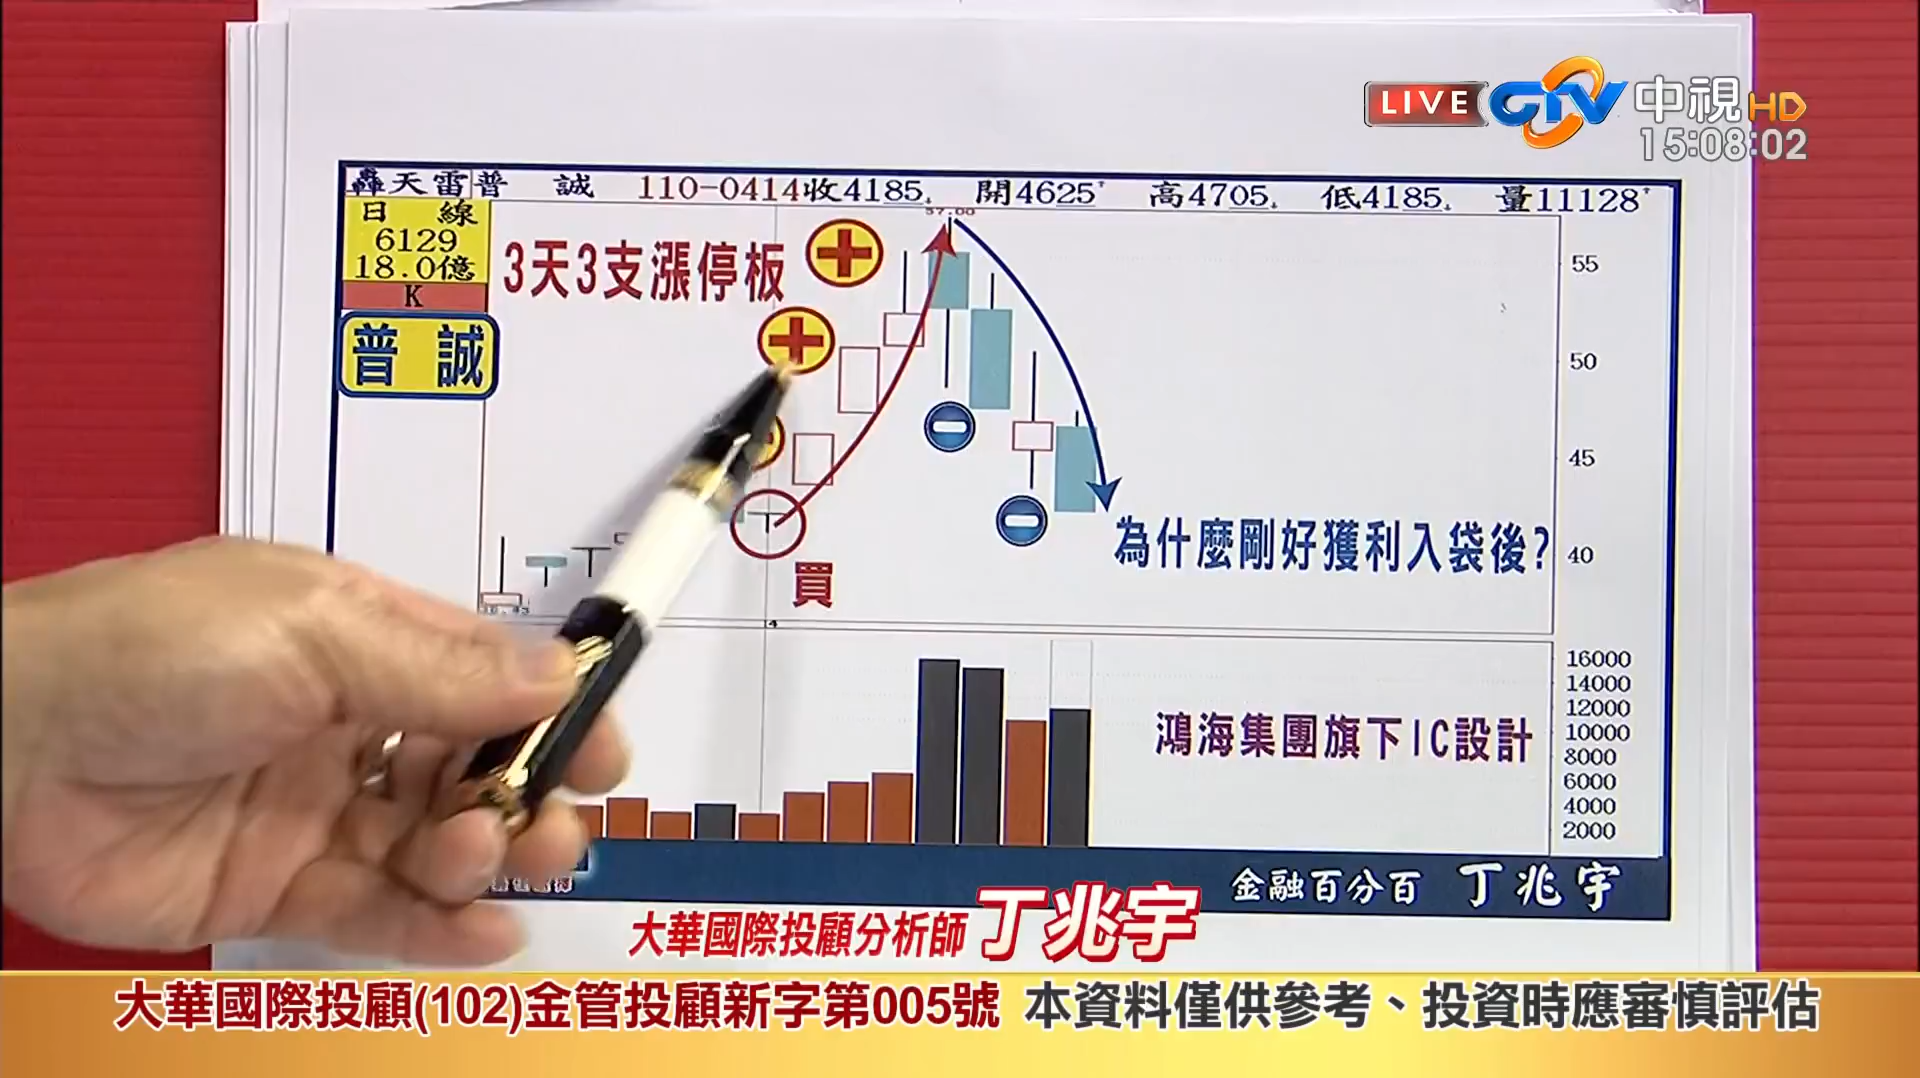 LIVE CTV 中視HD
15:08:02
轟天雷 普 誠 110-0414收4185 開4625 高4705 低4185 量11128
日 線
6129
18.0億
K
普 誠
3天3支漲停板
57.00
買
為什麼剛好獲利入袋後?
55
50
45
40
4
16000
14000
12000
10000
8000
6000
4000
2000
鴻海集團旗下IC設計
金融百分百 丁兆宇
大華國際投顧分析師 丁兆宇
大華國際投顧(102)金管投顧新字第005號 本資料僅供參考、投資時應審慎評估